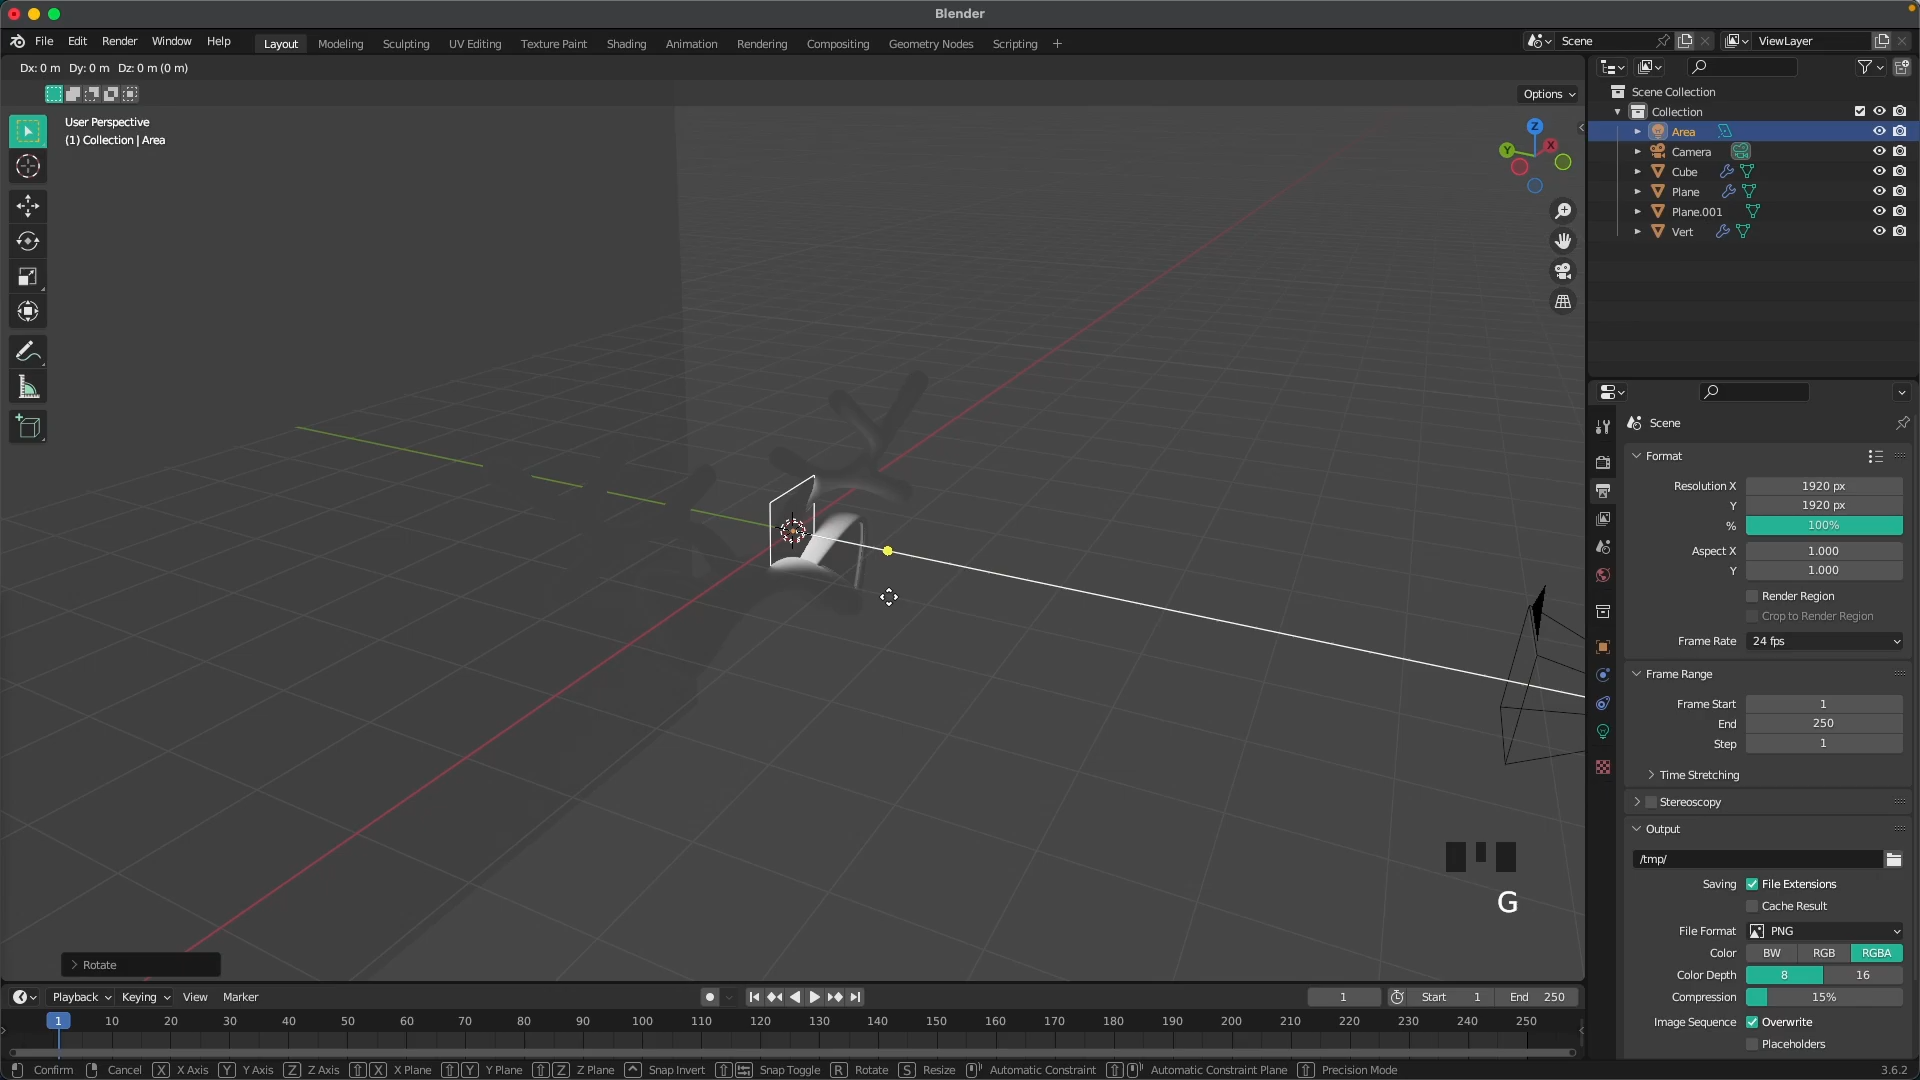 Blender
File Edit Render Window Help Layout Modeling Sculpting UV Editing Texture Paint Shading Animation Rendering Compositing Geometry Nodes Scripting + Scene ViewLayer
Dx: 0 m Dy: 0 m Dz: 0 m (0 m)
Options
User Perspective
(1) Collection | Area
Z
Y
X
Scene Collection
Collection
Area
Camera
Cube
Plane
Plane.001
Vert
Scene
Format
Resolution X 1920 px
Y 1920 px
% 100%
Aspect X 1.000
Y 1.000
Render Region
Crop to Render Region
Frame Rate 24 fps
Frame Range
Frame Start 1
End 250
Step 1
Time Stretching
Stereoscopy
Output
/tmp/
Saving File Extensions
Cache Result
File Format PNG
Color BW RGB RGBA
Color Depth 8 16
Compression 15%
Image Sequence Overwrite
Placeholders
G
Rotate
Playback Keying View Marker 1 Start 1 End 250
1 10 20 30 40 50 60 70 80 90 100 110 120 130 140 150 160 170 180 190 200 210 220 230 240 250
Confirm Cancel X X Axis Y Y Axis Z Z Axis X X Plane Y Y Plane Z Z Plane Snap Invert Snap Toggle R Rotate S Resize Automatic Constraint Automatic Constraint Plane Precision Mode 3.6.2